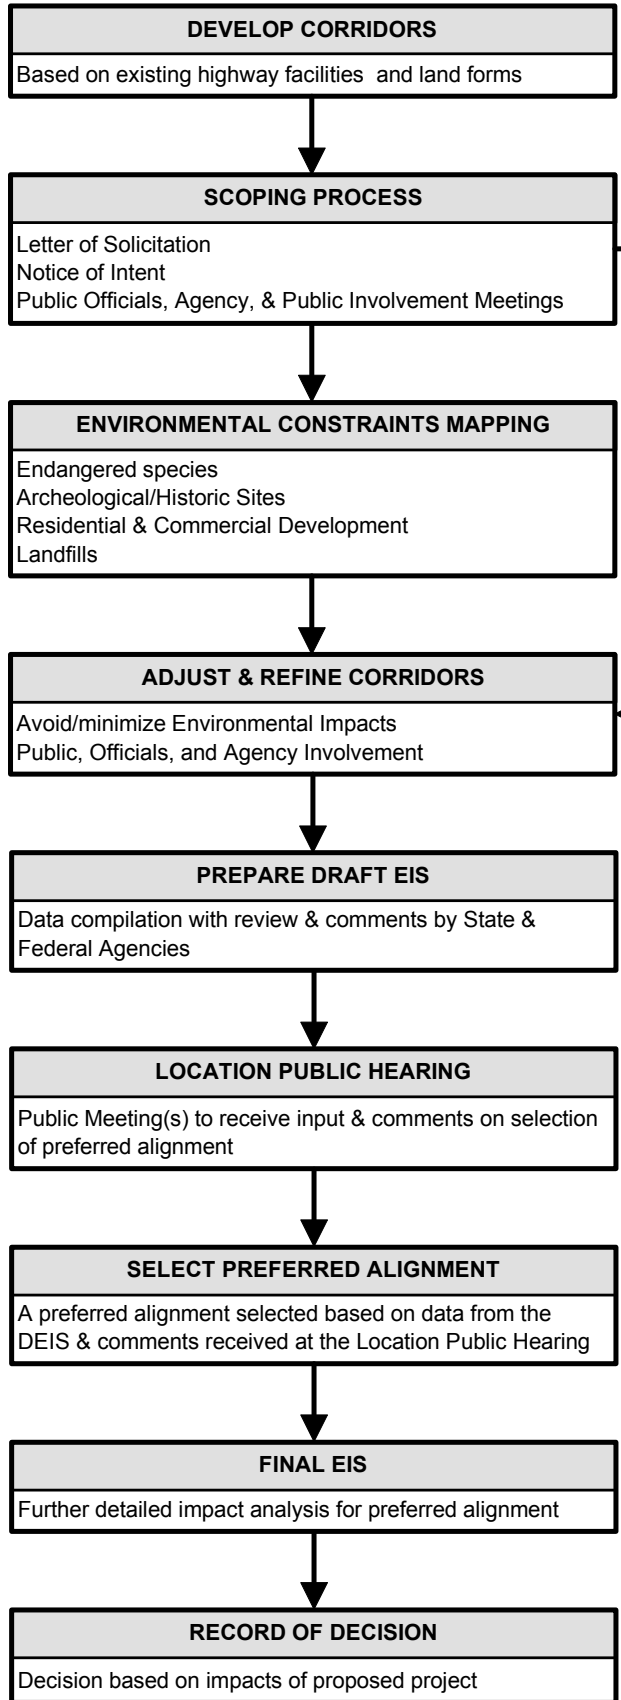 DEVELOP CORRIDORS
Based on existing highway facilities  and land forms
SCOPING PROCESS
Letter of Solicitation
Notice of Intent
Public Officials, Agency, & Public Involvement Meetings
ENVIRONMENTAL CONSTRAINTS MAPPING
Endangered species
Archeological/Historic Sites
Residential & Commercial Development
Landfills
ADJUST & REFINE CORRIDORS
Avoid/minimize Environmental Impacts
Public, Officials, and Agency Involvement
PREPARE DRAFT EIS
Data compilation with review & comments by State &
Federal Agencies
LOCATION PUBLIC HEARING
Public Meeting(s) to receive input & comments on selection
of preferred alignment
SELECT PREFERRED ALIGNMENT
A preferred alignment selected based on data from the
DEIS & comments received at the Location Public Hearing
FINAL EIS
Further detailed impact analysis for preferred alignment
RECORD OF DECISION
Decision based on impacts of proposed project